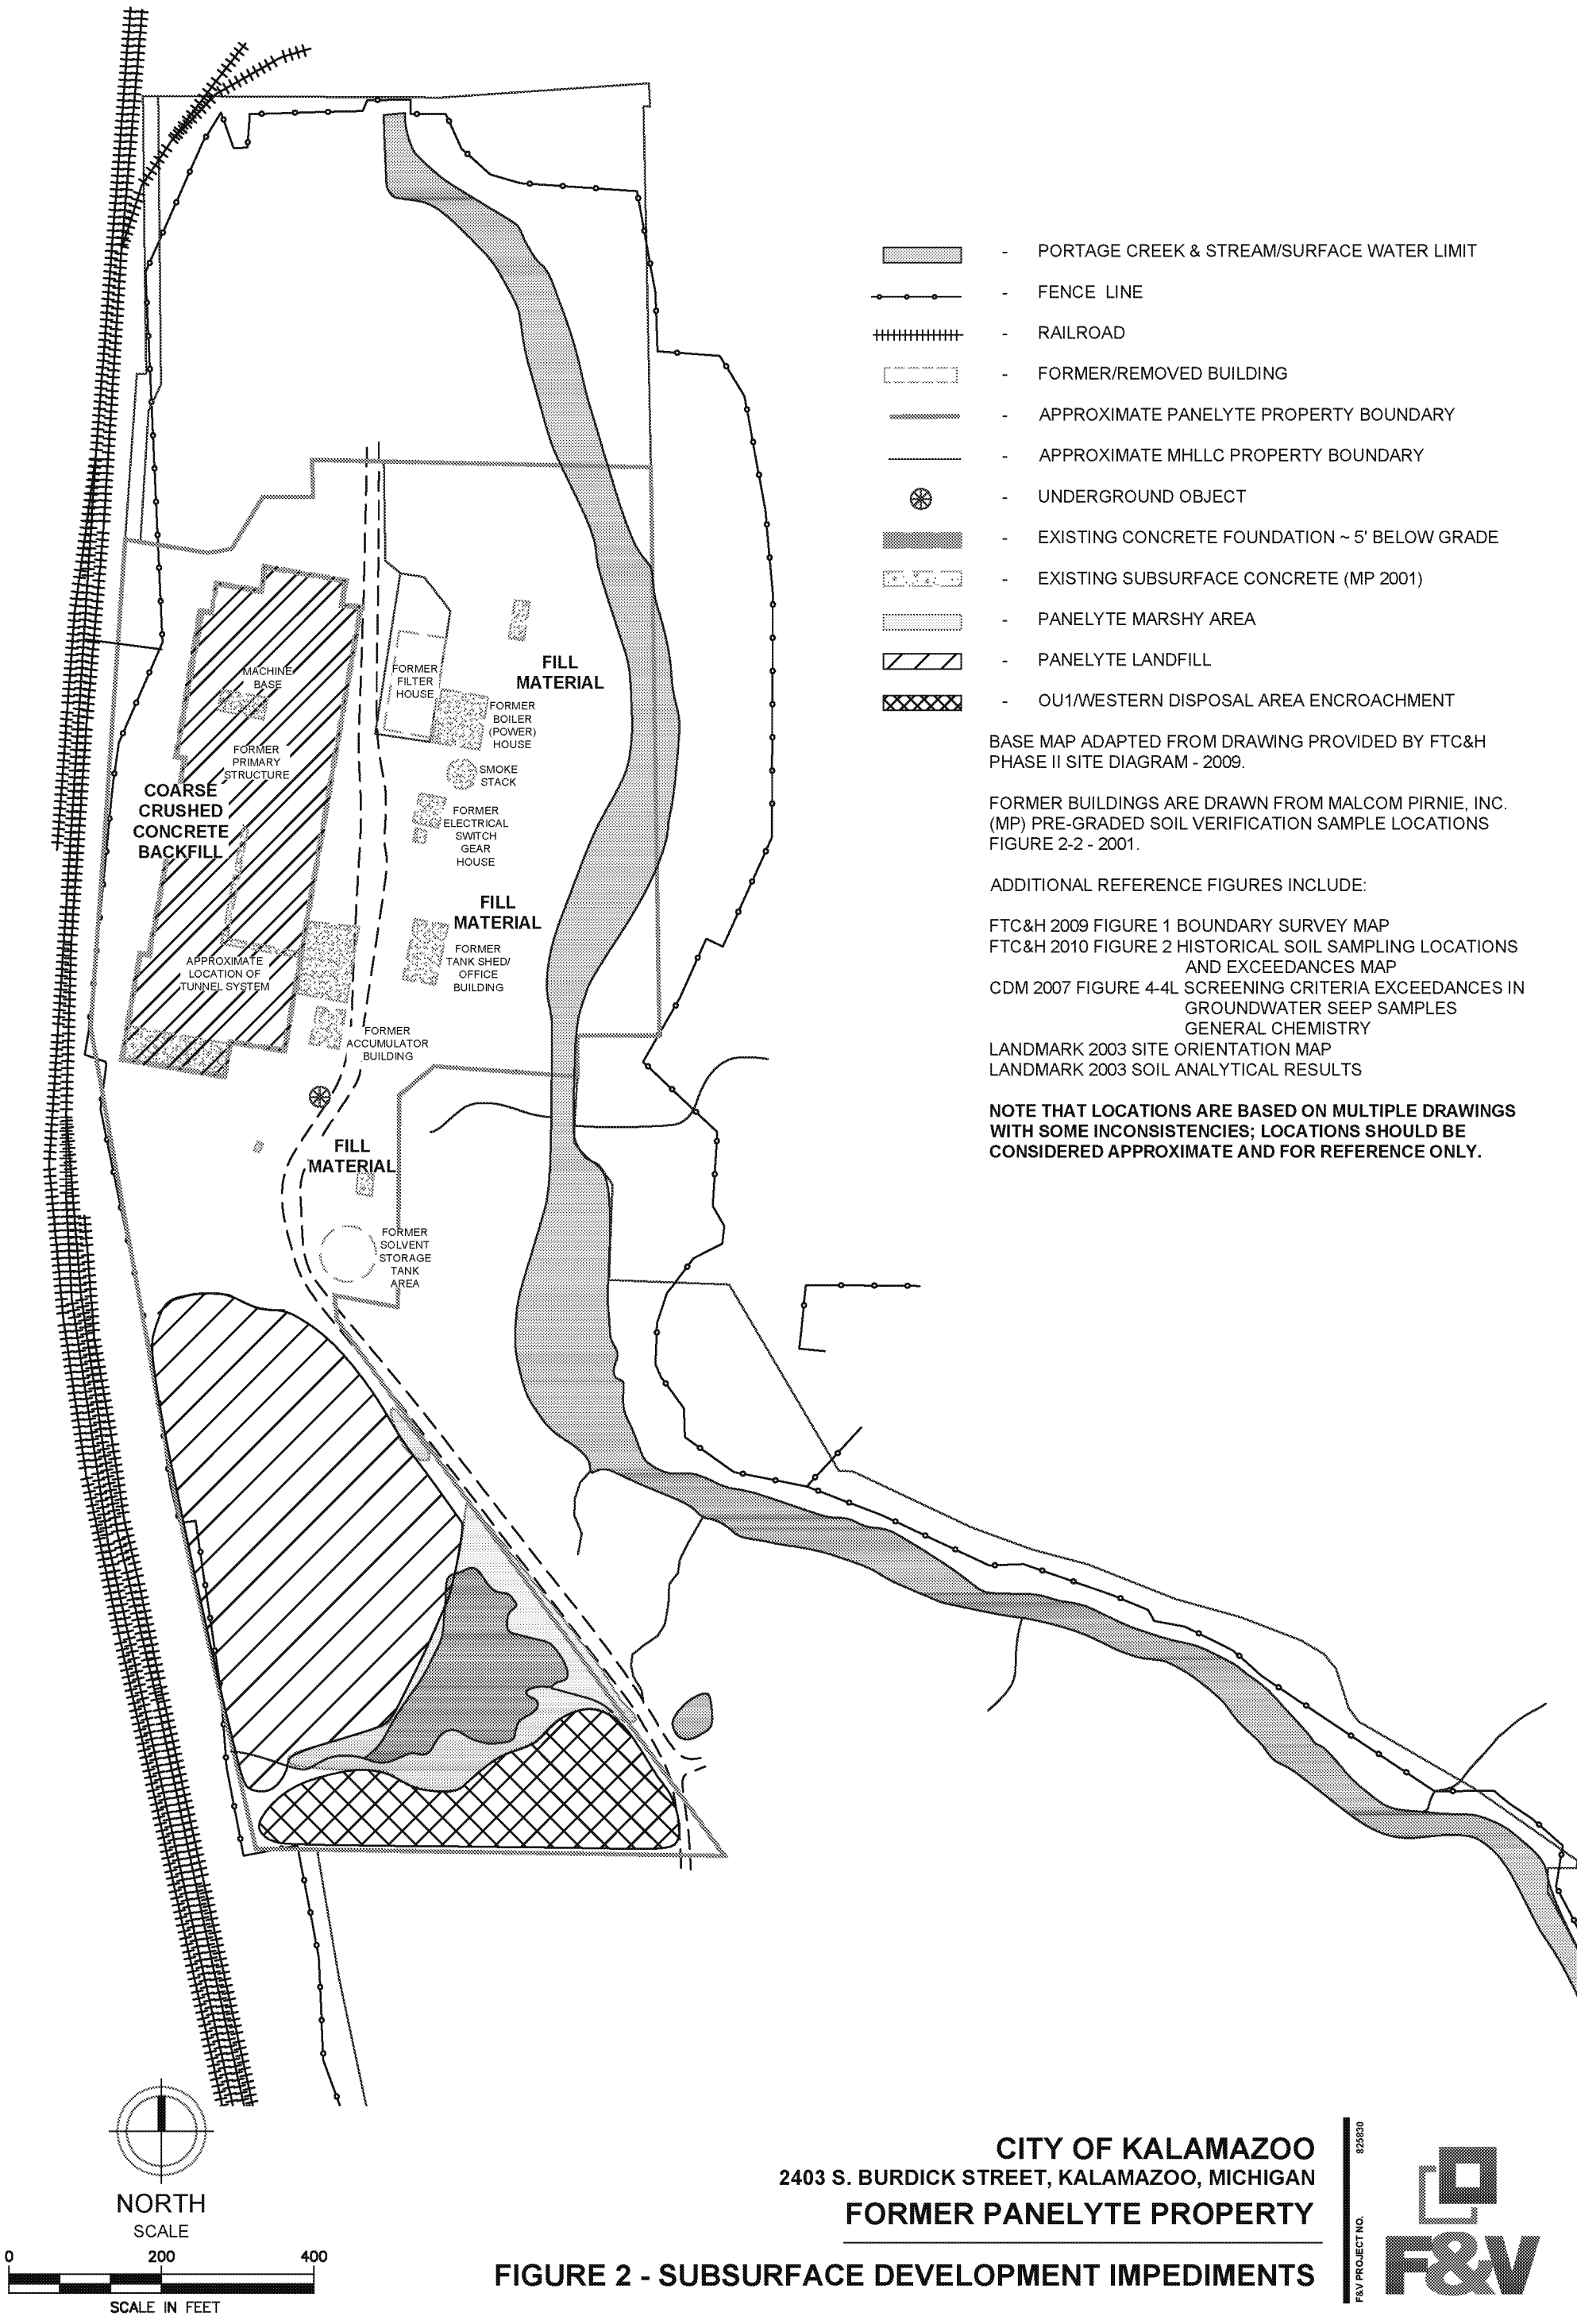 PORTAGE CREEK & STREAM/SURFACE WATER LIMIT
FENCE LINE
RAILROAD
FORMER/REMOVED BUILDING
APPROXIMATE PANELYTE PROPERTY BOUNDARY
APPROXIMATE MHLLC PROPERTY BOUNDARY
UNDERGROUND OBJECT
EXISTING CONCRETE FOUNDATION ~ 5' BELOW GRADE
EXISTING SUBSURFACE CONCRETE (MP 2001)
PANELYTE MARSHY AREA
PANELYTE LANDFILL
OU1/WESTERN DISPOSAL AREA ENCROACHMENT
BASE MAP ADAPTED FROM DRAWING PROVIDED BY FTC&H
PHASE II SITE DIAGRAM - 2009.
FORMER BUILDINGS ARE DRAWN FROM MALCOM PIRNIE, INC.
(MP) PRE-GRADED SOIL VERIFICATION SAMPLE LOCATIONS
FIGURE 2-2 - 2001.
ADDITIONAL REFERENCE FIGURES INCLUDE:
FTC&H 2009 FIGURE 1 BOUNDARY SURVEY MAP
FTC&H 2010 FIGURE 2 HISTORICAL SOIL SAMPLING LOCATIONS
AND EXCEEDANCES MAP
CDM 2007 FIGURE 4-4L SCREENING CRITERIA EXCEEDANCES IN
GROUNDWATER SEEP SAMPLES
GENERAL CHEMISTRY
LANDMARK 2003 SITE ORIENTATION MAP
LANDMARK 2003 SOIL ANALYTICAL RESULTS
NOTE THAT LOCATIONS ARE BASED ON MULTIPLE DRAWINGS
WITH SOME INCONSISTENCIES; LOCATIONS SHOULD BE
CONSIDERED APPROXIMATE AND FOR REFERENCE ONLY.
MACHINE
BASE
FORMER
FILTER
HOUSE
FILL
MATERIAL
FORMER
BOILER
(POWER)
HOUSE
FORMER
PRIMARY
STRUCTURE
SMOKE
STACK
COARSE
CRUSHED
CONCRETE
BACKFILL
FORMER
ELECTRICAL
SWITCH
GEAR
HOUSE
FILL
MATERIAL
FORMER
TANK SHED/
OFFICE
BUILDING
APPROXIMATE
LOCATION OF
TUNNEL SYSTEM
FORMER
ACCUMULATOR
BUILDING
FILL
MATERIAL
FORMER
SOLVENT
STORAGE
TANK
AREA
NORTH
SCALE
0 200 400
SCALE IN FEET
CITY OF KALAMAZOO
2403 S. BURDICK STREET, KALAMAZOO, MICHIGAN
FORMER PANELYTE PROPERTY
FIGURE 2 - SUBSURFACE DEVELOPMENT IMPEDIMENTS
F&V PROJECT NO. 825830
F&V